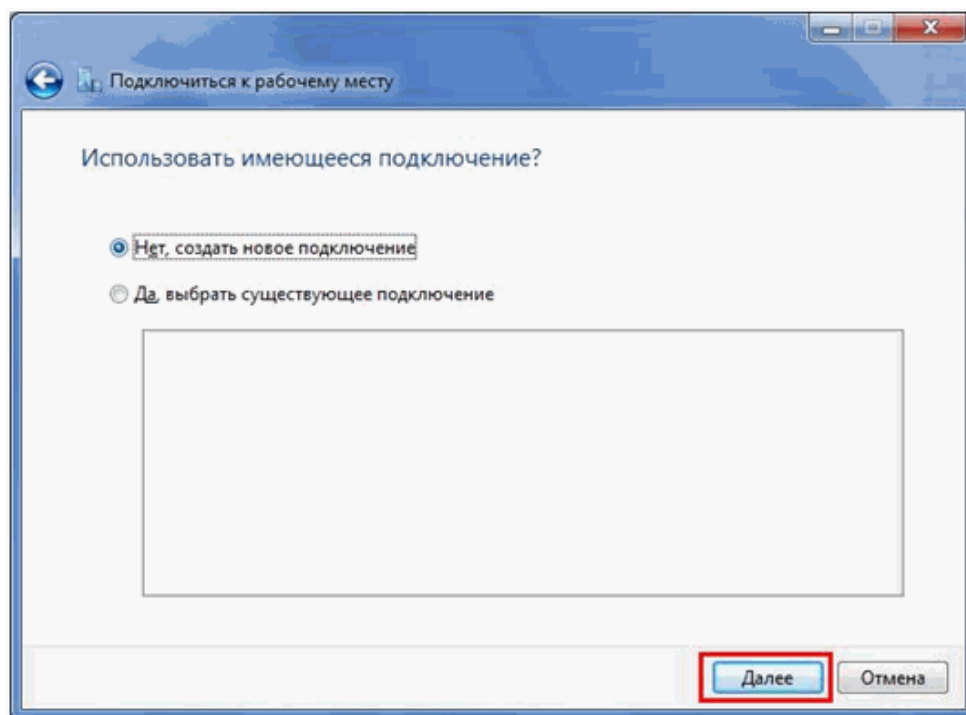 Подключиться к рабочему месту
Использовать имеющееся подключение?
Нет, создать новое подключение
Да, выбрать существующее подключение
Далее
Отмена